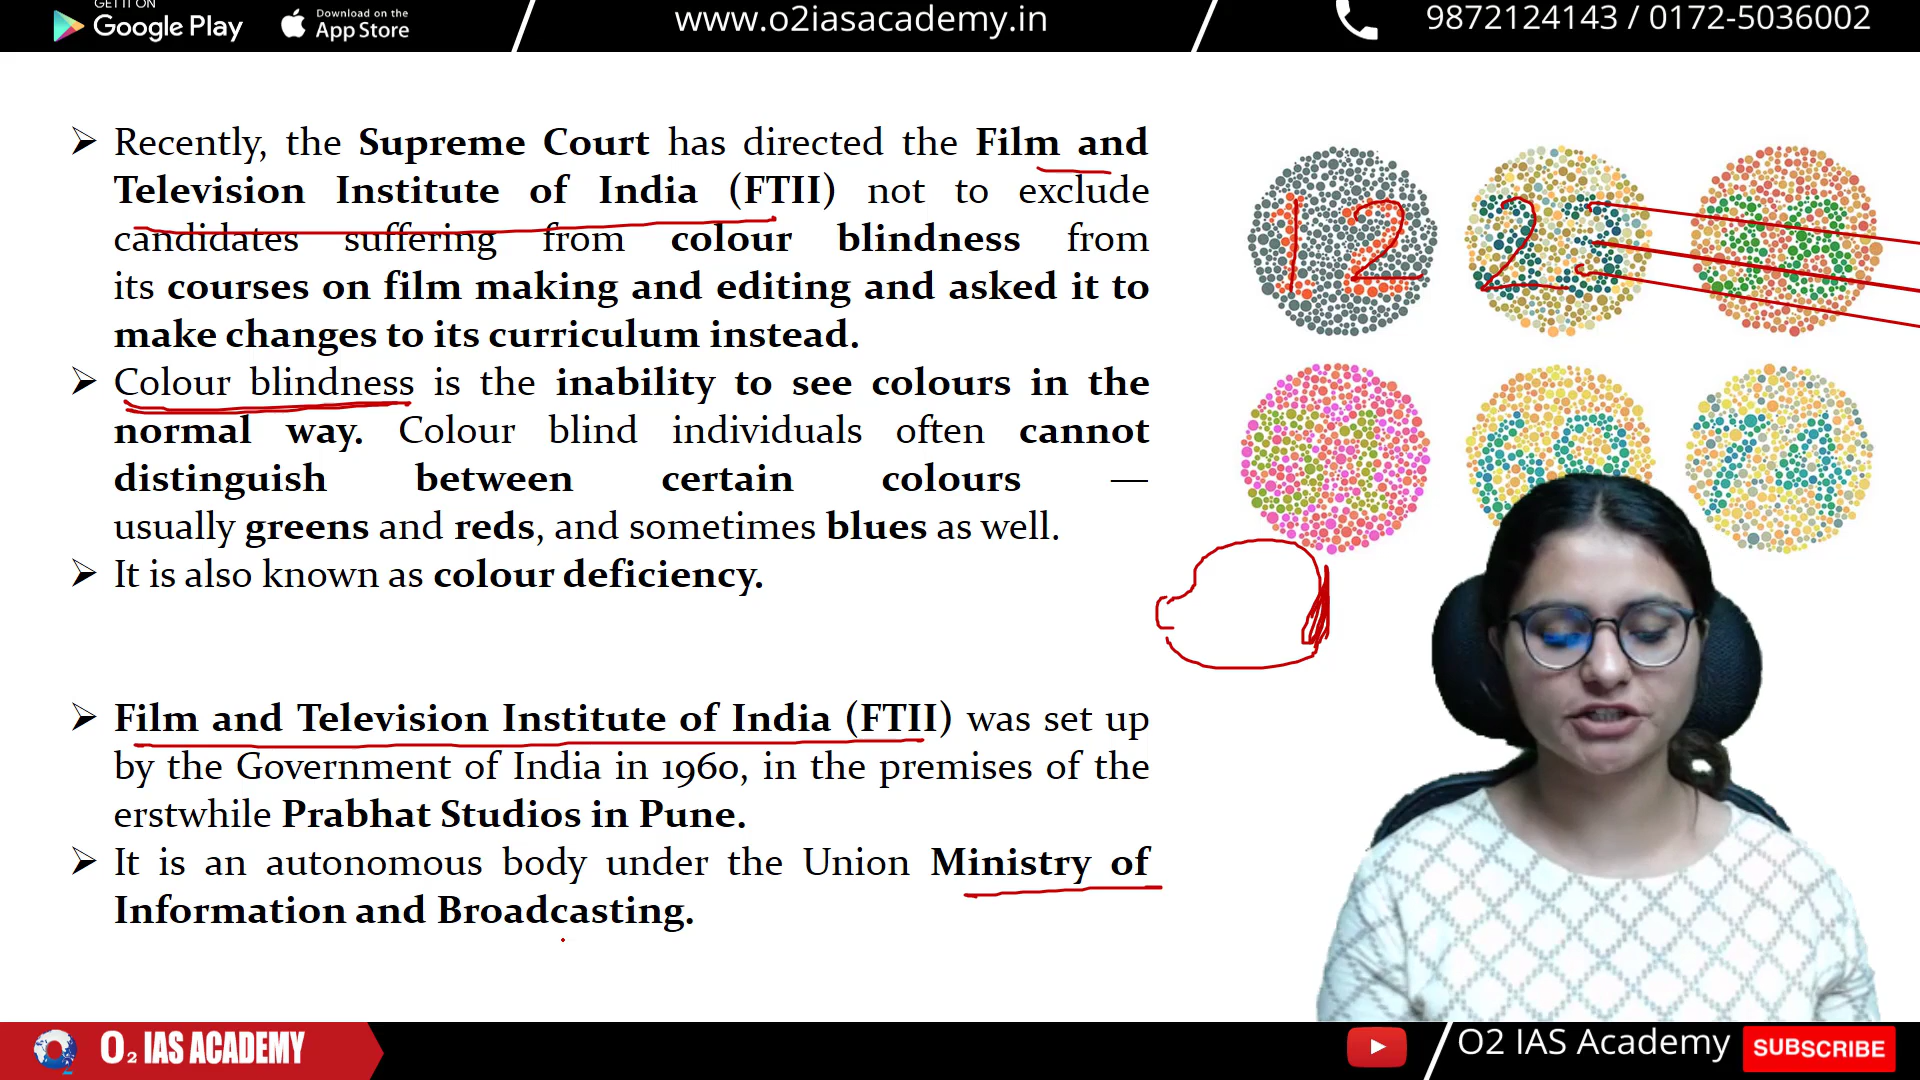 GET IT ON
Google Play
Download on the
App Store
www.o2iasacademy.in
9872124143 / 0172-5036002
➢ Recently, the Supreme Court has directed the Film and
Television Institute of India (FTII) not to exclude
candidates suffering from colour blindness from
its courses on film making and editing and asked it to
make changes to its curriculum instead.
➢ Colour blindness is the inability to see colours in the
normal way. Colour blind individuals often cannot
distinguish between certain colours —
usually greens and reds, and sometimes blues as well.
➢ It is also known as colour deficiency.
➢ Film and Television Institute of India (FTII) was set up
by the Government of India in 1960, in the premises of the
erstwhile Prabhat Studios in Pune.
➢ It is an autonomous body under the Union Ministry of
Information and Broadcasting.
12
23
O2 IAS ACADEMY
O2 IAS Academy
SUBSCRIBE